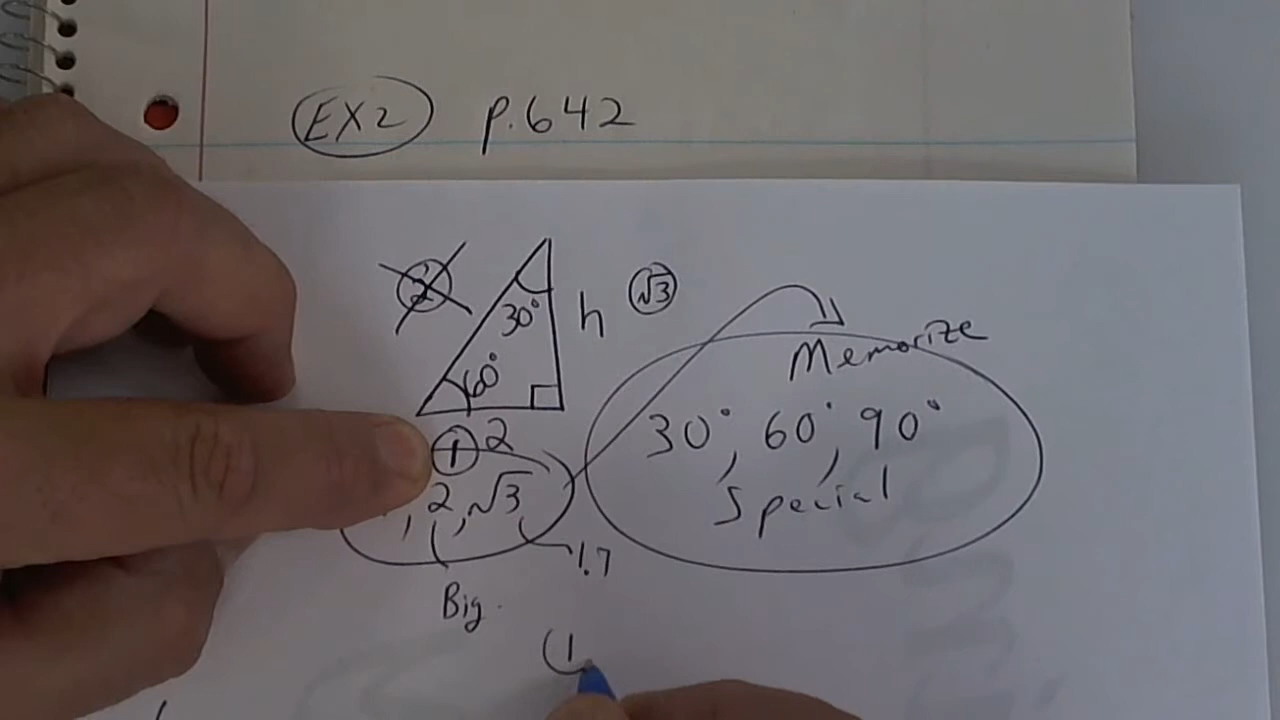 EX2 p.642
2 √3
30° h
60°
Memorize
30°, 60°, 90°
Special
1 2
, 2, √3
1.7
Big.
(1